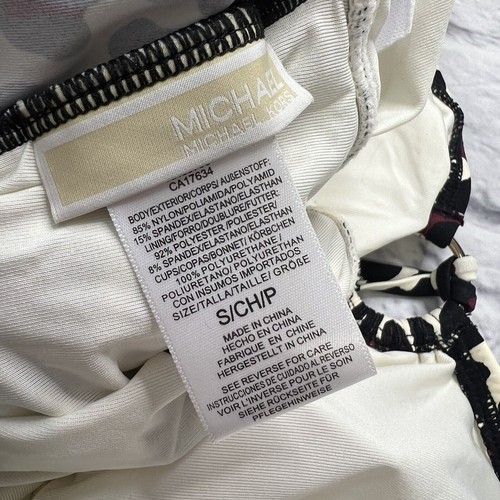 MICHAEL
MICHAEL KORS
CA17634
BODY/EXTERIOR/CORPS/AUßENSTOFF:
85% NYLON/POLIAMIDA/POLYAMID
15% SPANDEX/ELASTANO/ELASTHAN
LINING/FORRO/DOUBLURE/FUTTER:
92% POLYESTER/POLIESTER/
8% SPANDEX/ELASTANO/ELASTHAN
CUPS/COPAS/BONNET/ KÖRBCHEN
100% POLYURETHANE/
POLIURETANO/ POLYURETHAN
CON INSUMOS IMPORTADOS
SIZE/TALLA/TAILLE/ GRÖßE
S/CH/P
MADE IN CHINA
HECHO EN CHINA
FABRIQUE EN CHINE
HERGESTELLT IN CHINA
SEE REVERSE FOR CARE
INSTRUCCIONES DE CUIDADO AL REVERSO
VOIR L'INVERSE POUR LE SOIN
SIEHE RÜCKSEITE FÜR
PFLEGEHINWEISE